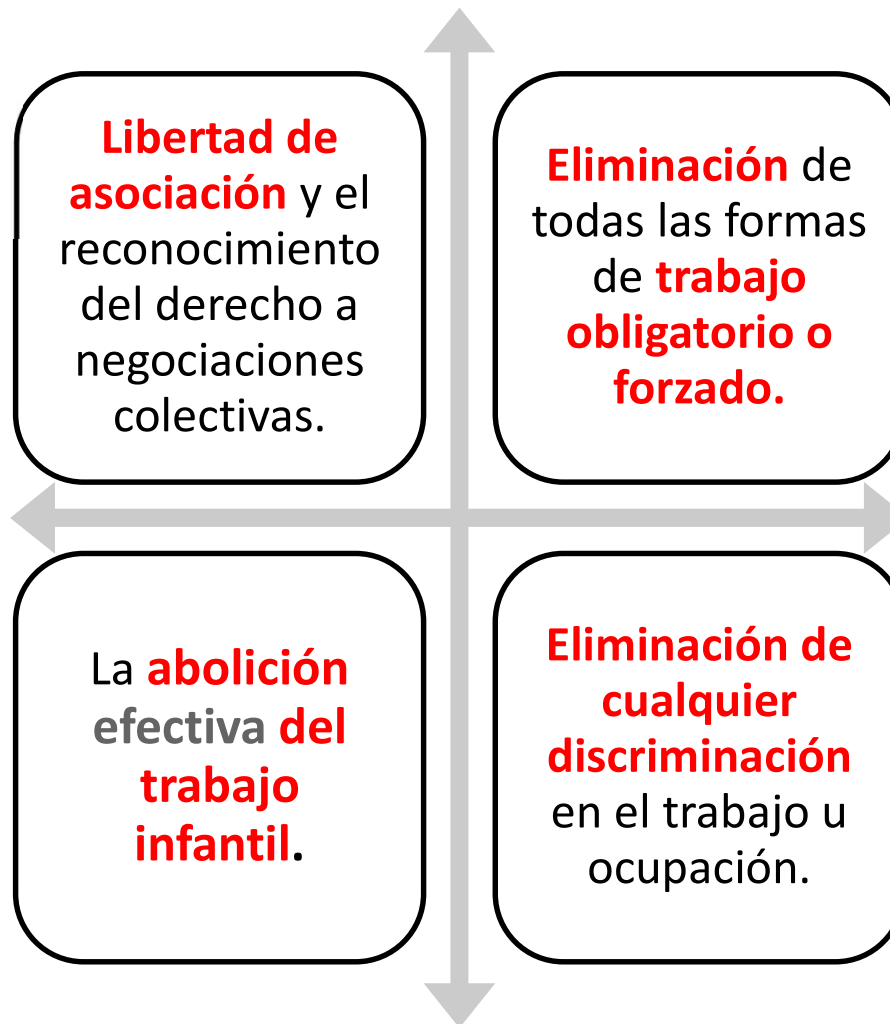 Libertad de
asociación y el
reconocimiento
del derecho a
negociaciones
colectivas.
Eliminación de
todas las formas
de trabajo
obligatorio o
forzado.
La abolición
efectiva del
trabajo
infantil.
Eliminación de
cualquier
discriminación
en el trabajo u
ocupación.